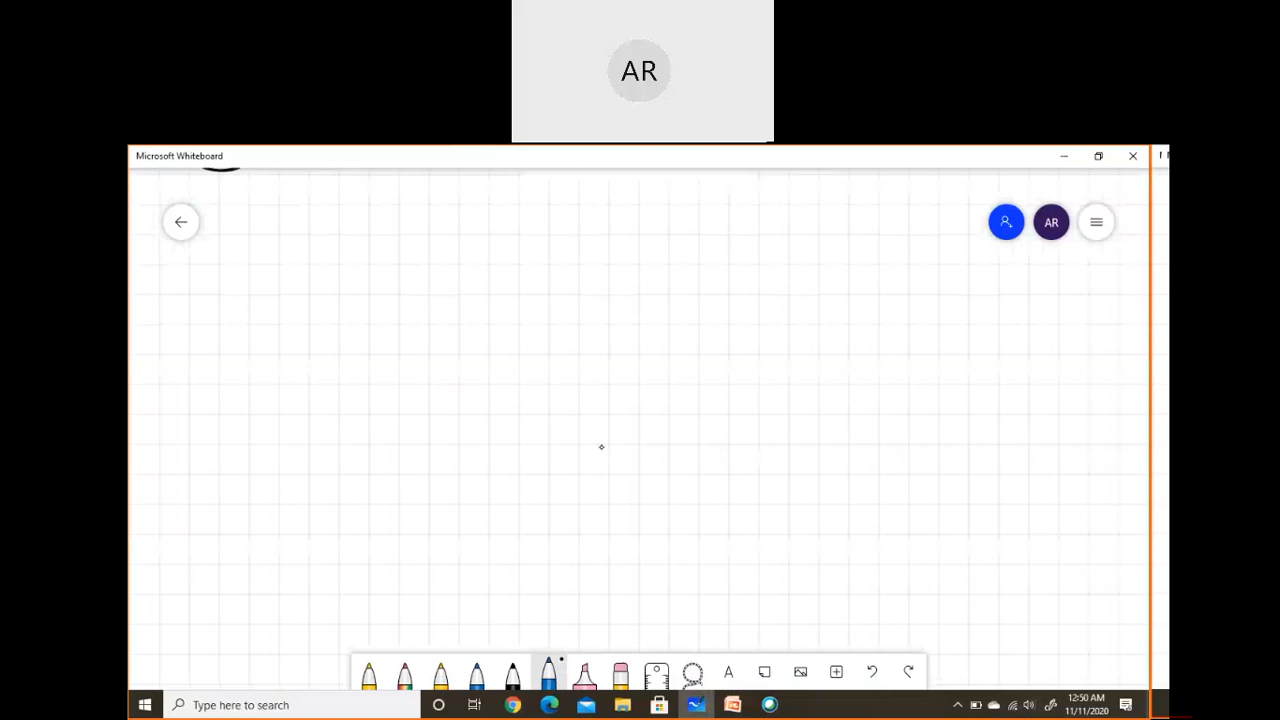 AR
Microsoft Whiteboard
AR
A
Type here to search
12:50 AM
11/11/2020